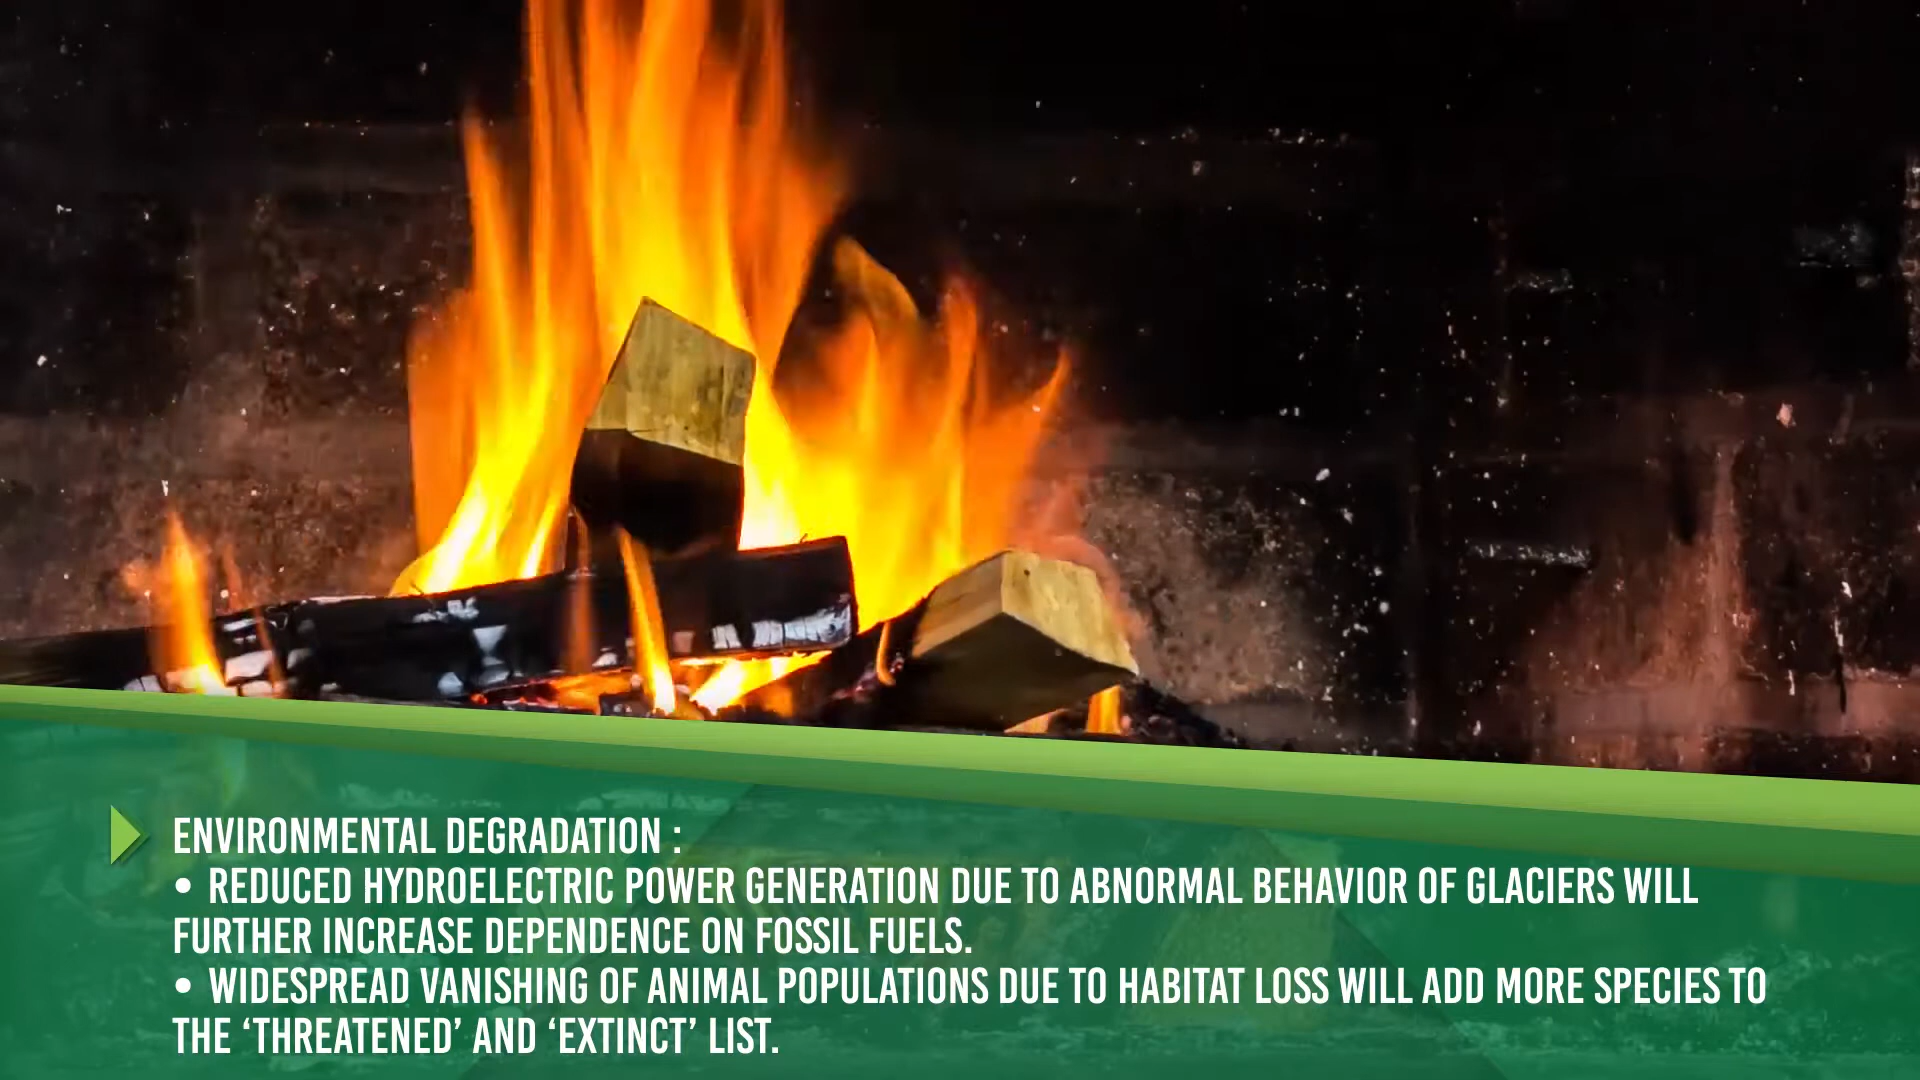 ENVIRONMENTAL DEGRADATION :
• REDUCED HYDROELECTRIC POWER GENERATION DUE TO ABNORMAL BEHAVIOR OF GLACIERS WILL
FURTHER INCREASE DEPENDENCE ON FOSSIL FUELS.
• WIDESPREAD VANISHING OF ANIMAL POPULATIONS DUE TO HABITAT LOSS WILL ADD MORE SPECIES TO
THE ‘THREATENED’ AND ‘EXTINCT’ LIST.